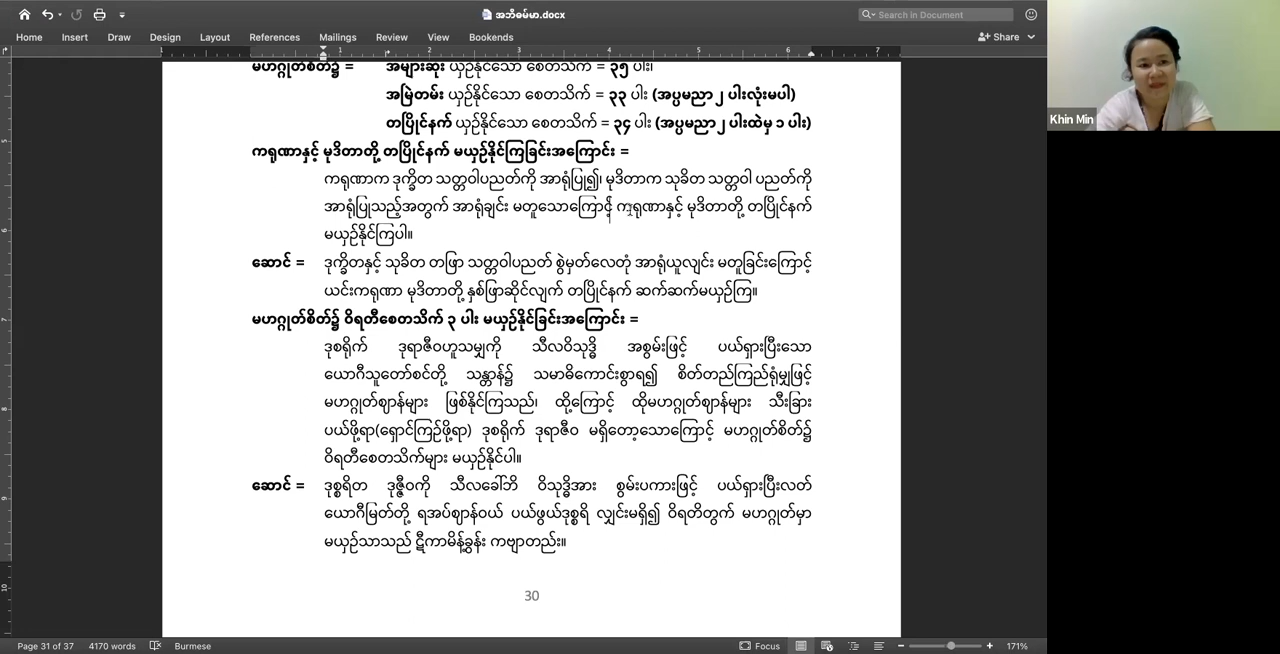 အဘိဓမ္မာ.docx
Search in Document
Home Insert Draw Design Layout References Mailings Review View Bookends
Share
1 1 2 3 4 5 6 7
မဟဂ္ဂုတ်စိတ်၌ = အများဆုံး ယှဉ်နိုင်သော စေတသိက် = ၃၅ ပါး၊
အမြဲတမ်း ယှဉ်နိုင်သော စေတသိက် = ၃၃ ပါး (အပ္ပမညာ ၂ ပါးလုံးမပါ)
တပြိုင်နက် ယှဉ်နိုင်သော စေတသိက် = ၃၄ ပါး (အပ္ပမညာ ၂ ပါးထဲမှ ၁ ပါး)
ကရုဏာနှင့် မုဒိတာတို့ တပြိုင်နက် မယှဉ်နိုင်ကြခြင်းအကြောင်း =
ကရုဏာက ဒုက္ခိတ သတ္တဝါပညတ်ကို အာရုံပြု၍၊ မုဒိတာက သုခိတ သတ္တဝါ ပညတ်ကို
အာရုံပြုသည့်အတွက် အာရုံချင်း မတူသောကြောင့် ကရုဏာနှင့် မုဒိတာတို့ တပြိုင်နက်
မယှဉ်နိုင်ကြပါ။
ဆောင် = ဒုက္ခိတနှင့် သုခိတ တဖြာ သတ္တဝါပညတ် စွဲမှတ်လေတုံ အာရုံယူလျင်း မတူခြင်းကြောင့်
ယင်းကရုဏာ မုဒိတာတို့ နှစ်ဖြာဆိုင်လျက် တပြိုင်နက် ဆက်ဆက်မယှဉ်ကြ။
မဟဂ္ဂုတ်စိတ်၌ ဝိရတီစေတသိက် ၃ ပါး မယှဉ်နိုင်ခြင်းအကြောင်း =
ဒုစရိုက် ဒုရာဇီဝဟူသမျှကို သီလဝိသုဒ္ဓိ အစွမ်းဖြင့် ပယ်ရှားပြီးသော
ယောဂီသူတော်စင်တို့ သန္တာန်၌ သမာဓိကောင်းစွာရ၍ စိတ်တည်ကြည်ရုံမျှဖြင့်
မဟဂ္ဂုတ်ဈာန်များ ဖြစ်နိုင်ကြသည်၊ ထို့ကြောင့် ထိုမဟဂ္ဂုတ်ဈာန်များ သီးခြား
ပယ်ဖို့ရာ(ရှောင်ကြဉ်ဖို့ရာ) ဒုစရိုက် ဒုရာဇီဝ မရှိတော့သောကြောင့် မဟဂ္ဂုတ်စိတ်၌
ဝိရတီစေတသိက်များ မယှဉ်နိုင်ပါ။
ဆောင် = ဒုစ္စရိတ ဒုဇ္ဇီဝကို သီလခေါ်ဘိ ဝိသုဒ္ဓိအား စွမ်းပကားဖြင့် ပယ်ရှားပြီးလတ်
ယောဂီမြတ်တို့ ရအပ်ဈာန်ဝယ် ပယ်ဖွယ်ဒုစ္စရိ လျှင်းမရှိ၍ ဝိရတိတွက် မဟဂ္ဂုတ်မှာ
မယှဉ်သာသည် ဋီကာမိန့်ခွန်း ကဗျာတည်း။
30
Page 31 of 37 4170 words Burmese Focus 171%
Khin Min